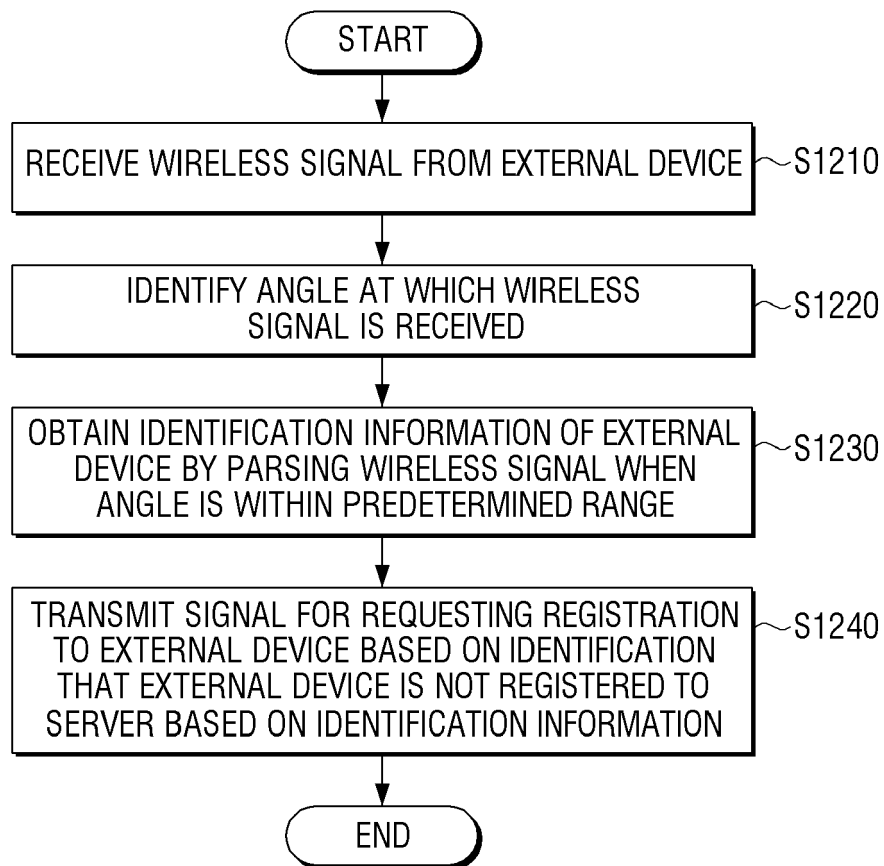 START
RECEIVE WIRELESS SIGNAL FROM EXTERNAL DEVICE
S1210
IDENTIFY ANGLE AT WHICH WIRELESS
SIGNAL IS RECEIVED
S1220
OBTAIN IDENTIFICATION INFORMATION OF EXTERNAL
DEVICE BY PARSING WIRELESS SIGNAL WHEN
ANGLE IS WITHIN PREDETERMINED RANGE
S1230
TRANSMIT SIGNAL FOR REQUESTING REGISTRATION
TO EXTERNAL DEVICE BASED ON IDENTIFICATION
THAT EXTERNAL DEVICE IS NOT REGISTERED TO
SERVER BASED ON IDENTIFICATION INFORMATION
S1240
END